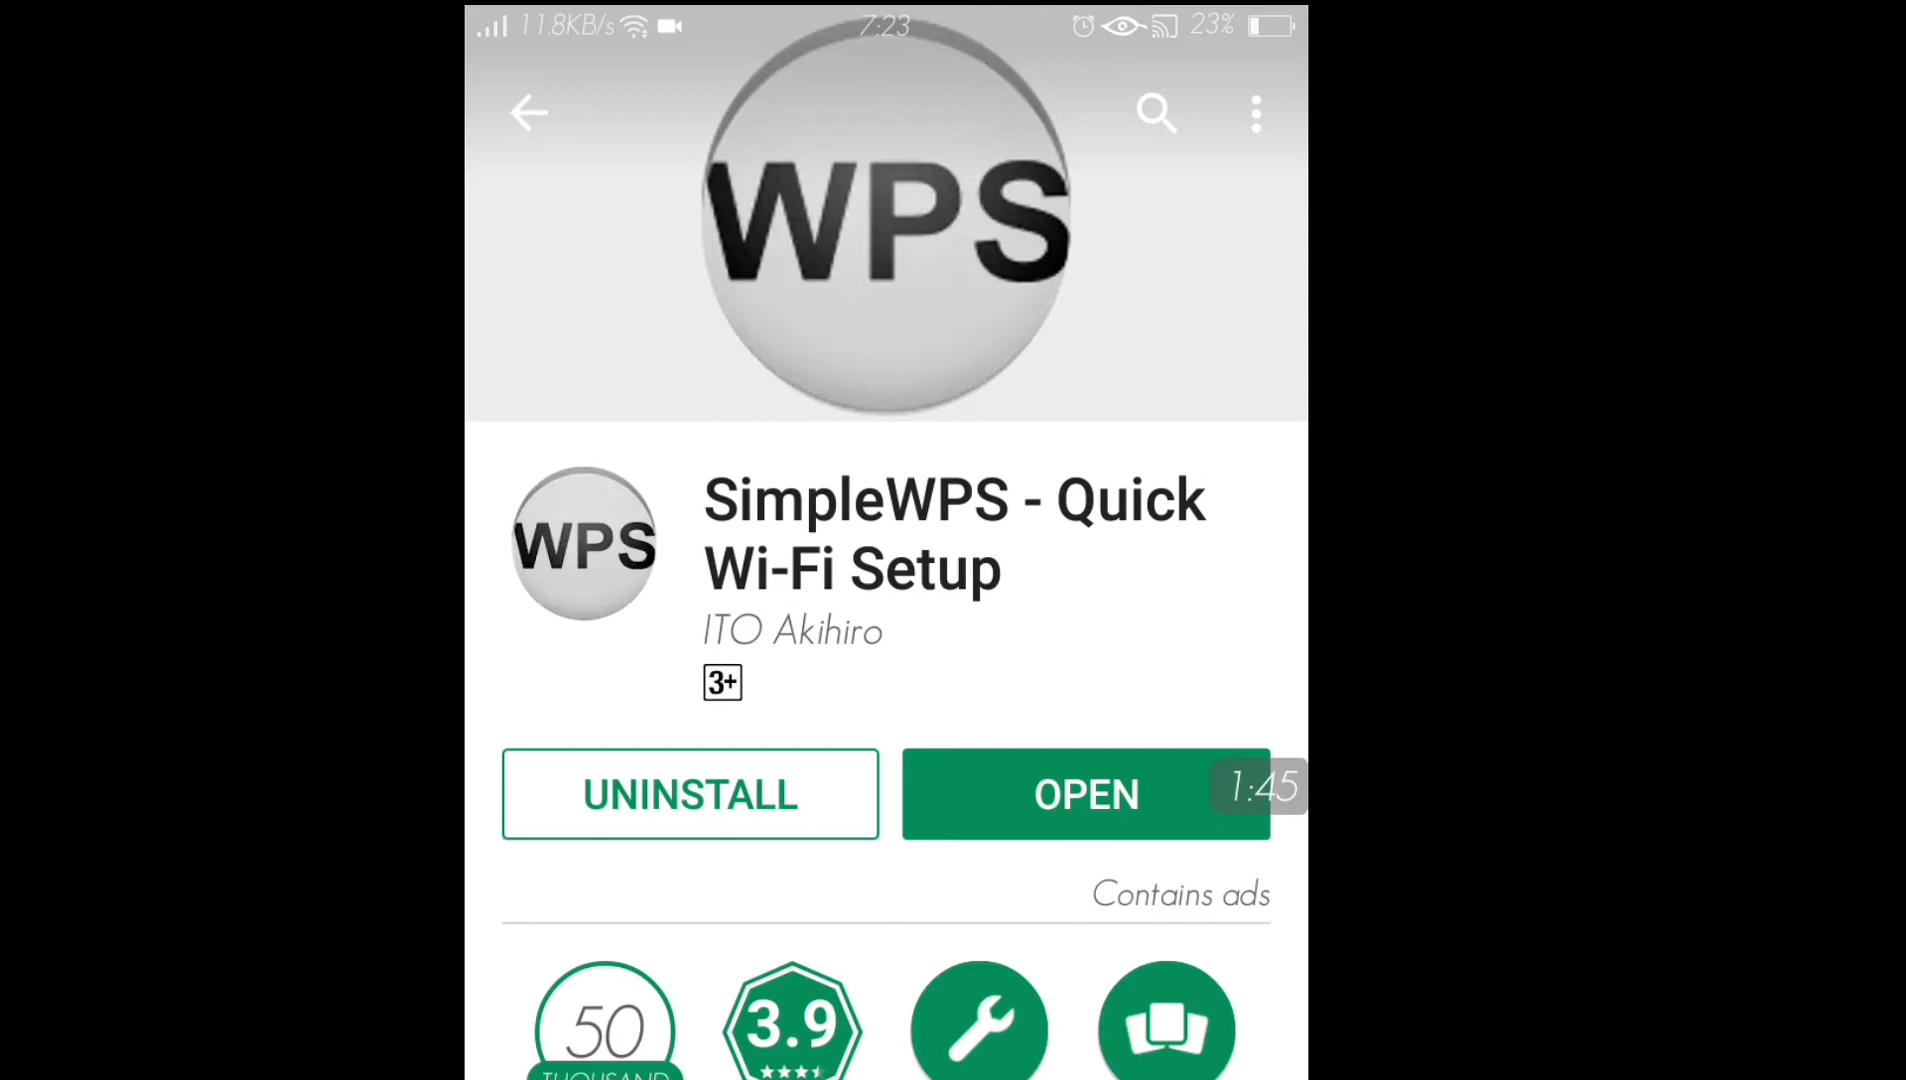 11.8KB/s 7:23 23%
WPS
WPS
SimpleWPS - Quick
Wi-Fi Setup
ITO Akihiro
3+
UNINSTALL
OPEN
1:45
Contains ads
50
3.9
THOUSAND